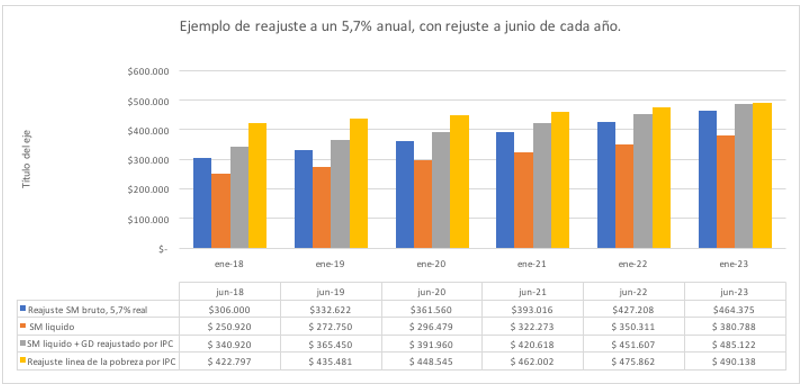 Ejemplo de reajuste a un 5,7% anual, con rejuste a junio de cada año.
Título del eje
$600.000
$500.000
$400.000
$300.000
$200.000
$100.000
$-
ene-18 ene-19 ene-20 ene-21 ene-22 ene-23
jun-18 jun-19 jun-20 jun-21 jun-22 jun-23
Reajuste SM bruto, 5,7% real $306.000 $332.622 $361.560 $393.016 $427.208 $464.375
SM liquido $ 250.920 $ 272.750 $ 296.479 $ 322.273 $ 350.311 $ 380.788
SM liquido + GD reajustado por IPC $ 340.920 $ 365.450 $ 391.960 $ 420.618 $ 451.607 $ 485.122
Reajuste linea de la pobreza por IPC $ 422.797 $ 435.481 $ 448.545 $ 462.002 $ 475.862 $ 490.138